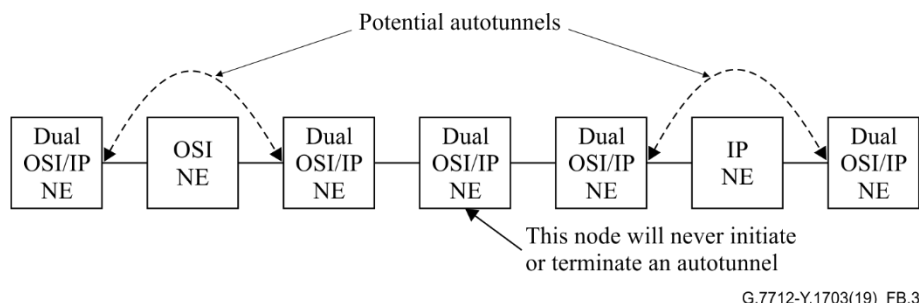 Potential autotunnels
Dual
OSI/IP
NE
OSI
NE
Dual
OSI/IP
NE
Dual
OSI/IP
NE
Dual
OSI/IP
NE
IP
NE
Dual
OSI/IP
NE
This node will never initiate
or terminate an autotunnel
G.7712-Y.1703(19)_FB.3